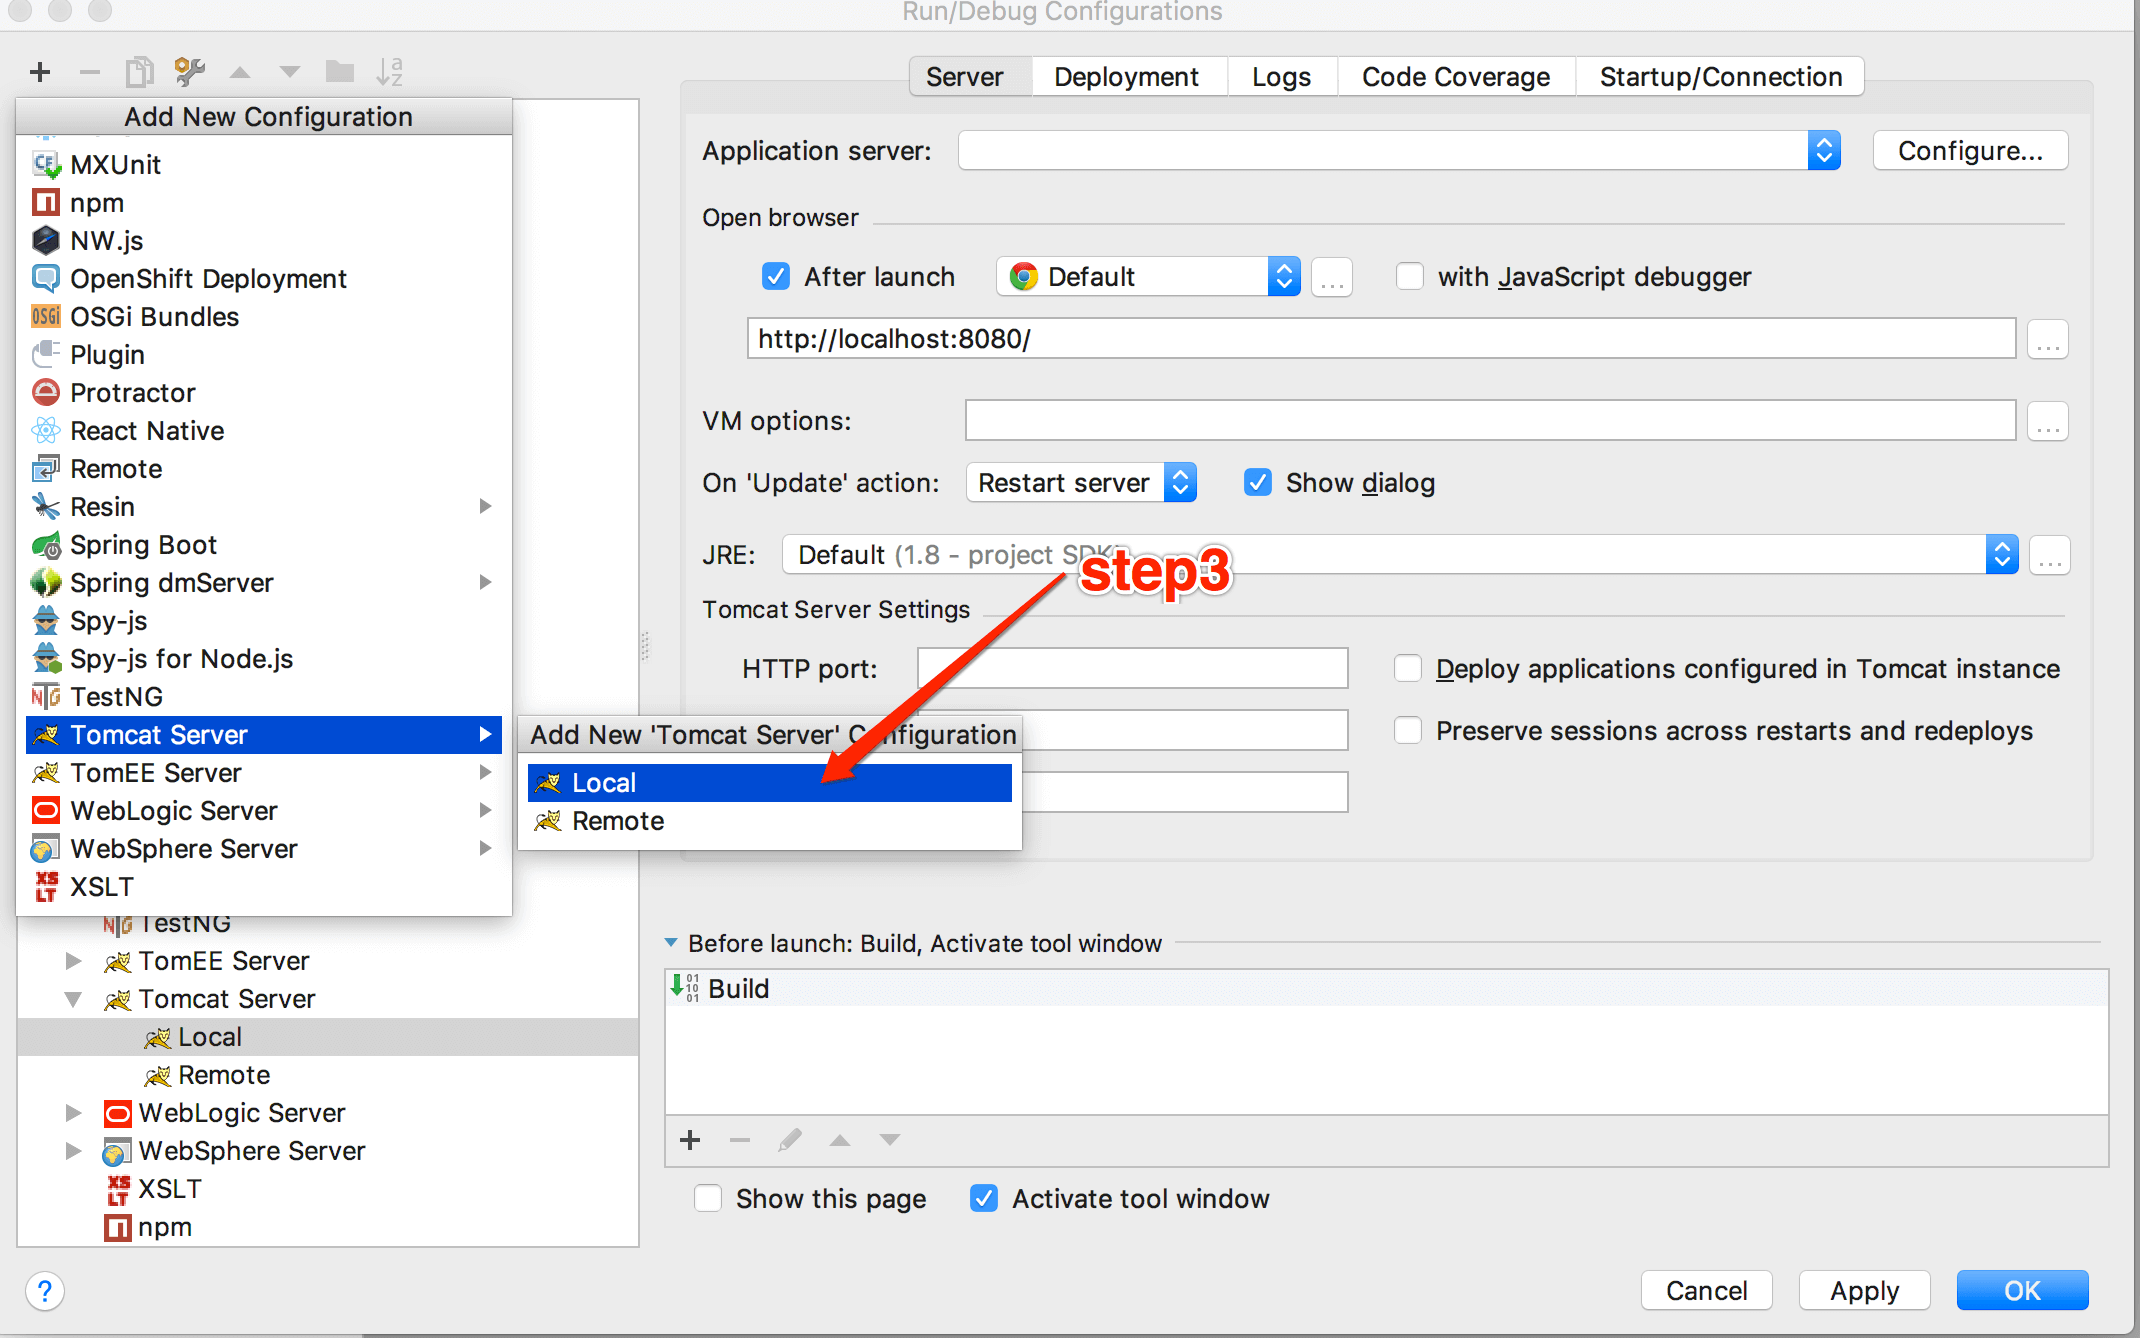 Run/Debug Configurations
Server Deployment Logs Code Coverage Startup/Connection
Add New Configuration
MXUnit
npm
NW.js
OpenShift Deployment
OSGi Bundles
Plugin
Protractor
React Native
Remote
Resin
Spring Boot
Spring dmServer
Spy-js
Spy-js for Node.js
TestNG
Tomcat Server
TomEE Server
WebLogic Server
WebSphere Server
XSLT
Add New 'Tomcat Server' Configuration
Local
Remote
TestNG
TomEE Server
Tomcat Server
Local
Remote
WebLogic Server
WebSphere Server
XSLT
npm
Application server: Configure...
Open browser
After launch Default ... with JavaScript debugger
http://localhost:8080/ ...
VM options: ...
On 'Update' action: Restart server Show dialog
JRE: Default (1.8 - project SDK) ...
step3
Tomcat Server Settings
HTTP port: Deploy applications configured in Tomcat instance
Preserve sessions across restarts and redeploys
Before launch: Build, Activate tool window
Build
Show this page Activate tool window
? Cancel Apply OK